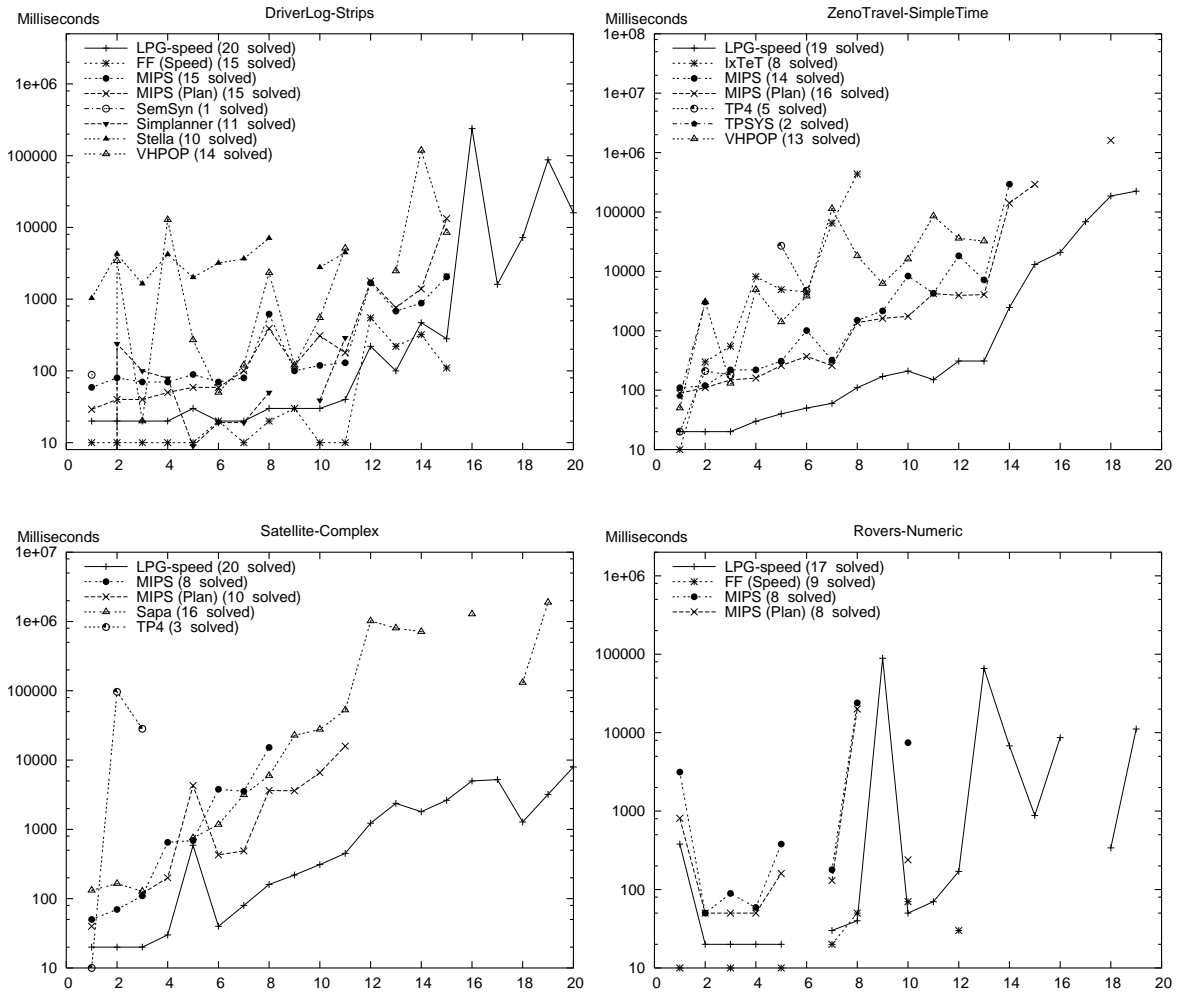 DriverLog-Strips
Milliseconds
LPG-speed (20 solved)
FF (Speed) (15 solved)
MIPS (15 solved)
MIPS (Plan) (15 solved)
SemSyn (1 solved)
Simplanner (11 solved)
Stella (10 solved)
VHPOP (14 solved)
1e+06
100000
10000
1000
100
10
0 2 4 6 8 10 12 14 16 18 20
ZenoTravel-SimpleTime
Milliseconds
LPG-speed (19 solved)
IxTeT (8 solved)
MIPS (14 solved)
MIPS (Plan) (16 solved)
TP4 (5 solved)
TPSYS (2 solved)
VHPOP (13 solved)
1e+08
1e+07
1e+06
100000
10000
1000
100
10
0 2 4 6 8 10 12 14 16 18 20
Satellite-Complex
Milliseconds
LPG-speed (20 solved)
MIPS (8 solved)
MIPS (Plan) (10 solved)
Sapa (16 solved)
TP4 (3 solved)
1e+07
1e+06
100000
10000
1000
100
10
0 2 4 6 8 10 12 14 16 18 20
Rovers-Numeric
Milliseconds
LPG-speed (17 solved)
FF (Speed) (9 solved)
MIPS (8 solved)
MIPS (Plan) (8 solved)
1e+06
100000
10000
1000
100
10
0 2 4 6 8 10 12 14 16 18 20